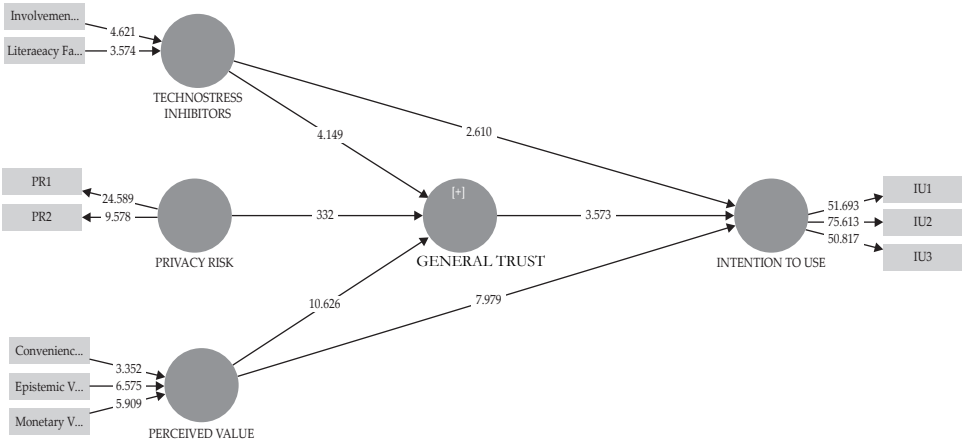 Involvemen...
4.621
Literaeacy Fa...
3.574
TECHNOSTRESS
INHIBITORS
4.149
2.610
PR1
24.589
PR2
9.578
PRIVACY RISK
332
[+]
GENERAL TRUST
3.573
INTENTION TO USE
51.693
IU1
75.613
IU2
50.817
IU3
10.626
7.979
Convenienc...
3.352
Epistemic V...
6.575
Monetary V...
5.909
PERCEIVED VALUE